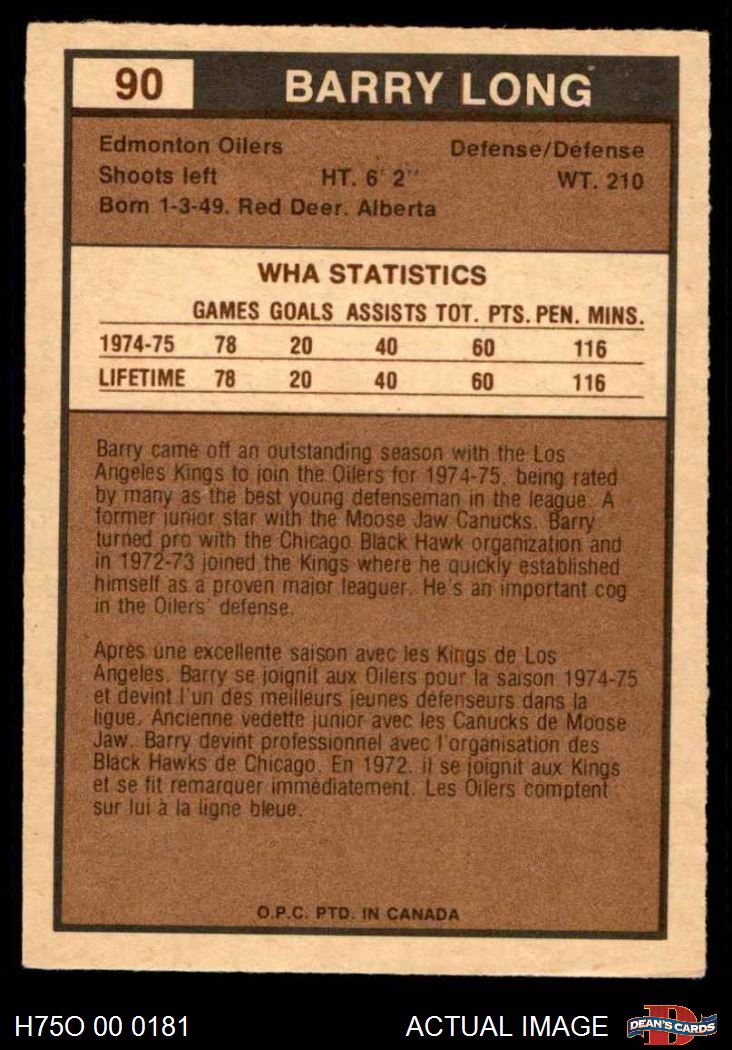 90 BARRY LONG
Edmonton Oilers Defense/Défense
Shoots left HT. 6' 2" WT. 210
Born 1-3-49. Red Deer. Alberta
WHA STATISTICS
GAMES GOALS ASSISTS TOT. PTS. PEN. MINS.
1974-75 78 20 40 60 116
LIFETIME 78 20 40 60 116
Barry came off an outstanding season with the Los
Angeles Kings to join the Oilers for 1974-75, being rated
by many as the best young defenseman in the league. A
former junior star with the Moose Jaw Canucks. Barry
turned pro with the Chicago Black Hawk organization and
in 1972-73 joined the Kings where he quickly established
himself as a proven major leaguer. He's an important cog
in the Oilers' defense.
Après une excellente saison avec les Kings de Los
Angeles, Barry se joignit aux Oilers pour la saison 1974-75
et devint l'un des meilleurs jeunes défenseurs dans la
ligue. Ancienne vedette junior avec les Canucks de Moose
Jaw. Barry devint professionnel avec l'organisation des
Black Hawks de Chicago. En 1972, il se joignit aux Kings
et se fit remarquer immédiatement. Les Oilers comptent
sur lui à la ligne bleue.
O.P.C. PTD. IN CANADA
H75O 00 0181 ACTUAL IMAGE D DEAN'S CARDS